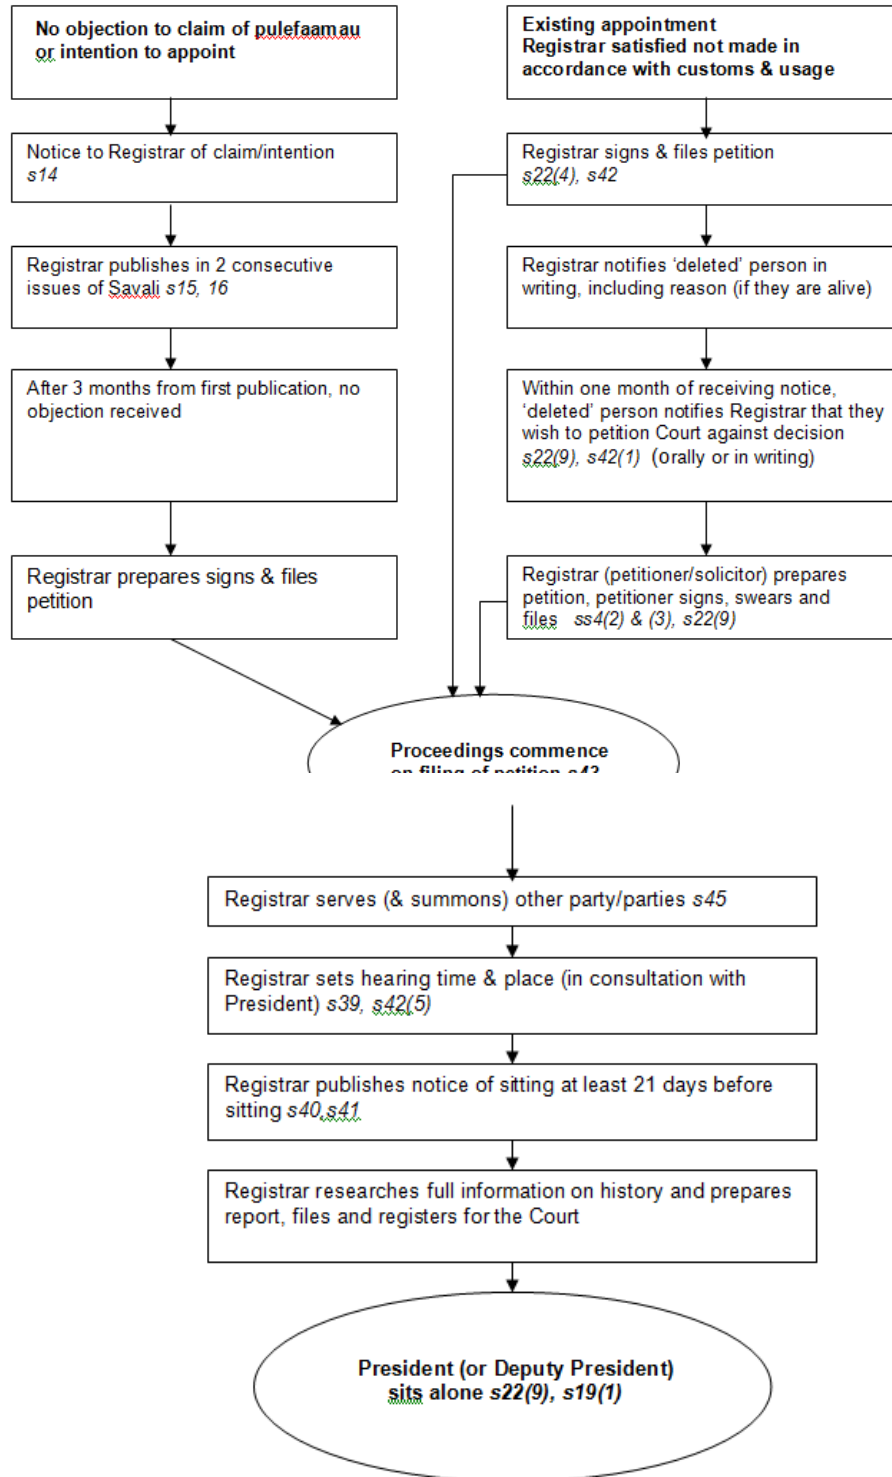 No objection to claim of pulefaamau
or intention to appoint
Notice to Registrar of claim/intention
s14
Registrar publishes in 2 consecutive
issues of Savali s15, 16
After 3 months from first publication, no
objection received
Registrar prepares signs & files
petition
Existing appointment
Registrar satisfied not made in
accordance with customs & usage
Registrar signs & files petition
s22(4), s42
Registrar notifies ‘deleted’ person in
writing, including reason (if they are alive)
Within one month of receiving notice,
‘deleted’ person notifies Registrar that they
wish to petition Court against decision
s22(9), s42(1) (orally or in writing)
Registrar (petitioner/solicitor) prepares
petition, petitioner signs, swears and
files ss4(2) & (3), s22(9)
Proceedings commence
on filing of petition
Registrar serves (& summons) other party/parties s45
Registrar sets hearing time & place (in consultation with
President) s39, s42(5)
Registrar publishes notice of sitting at least 21 days before
sitting s40,s41
Registrar researches full information on history and prepares
report, files and registers for the Court
President (or Deputy President)
sits alone s22(9), s19(1)